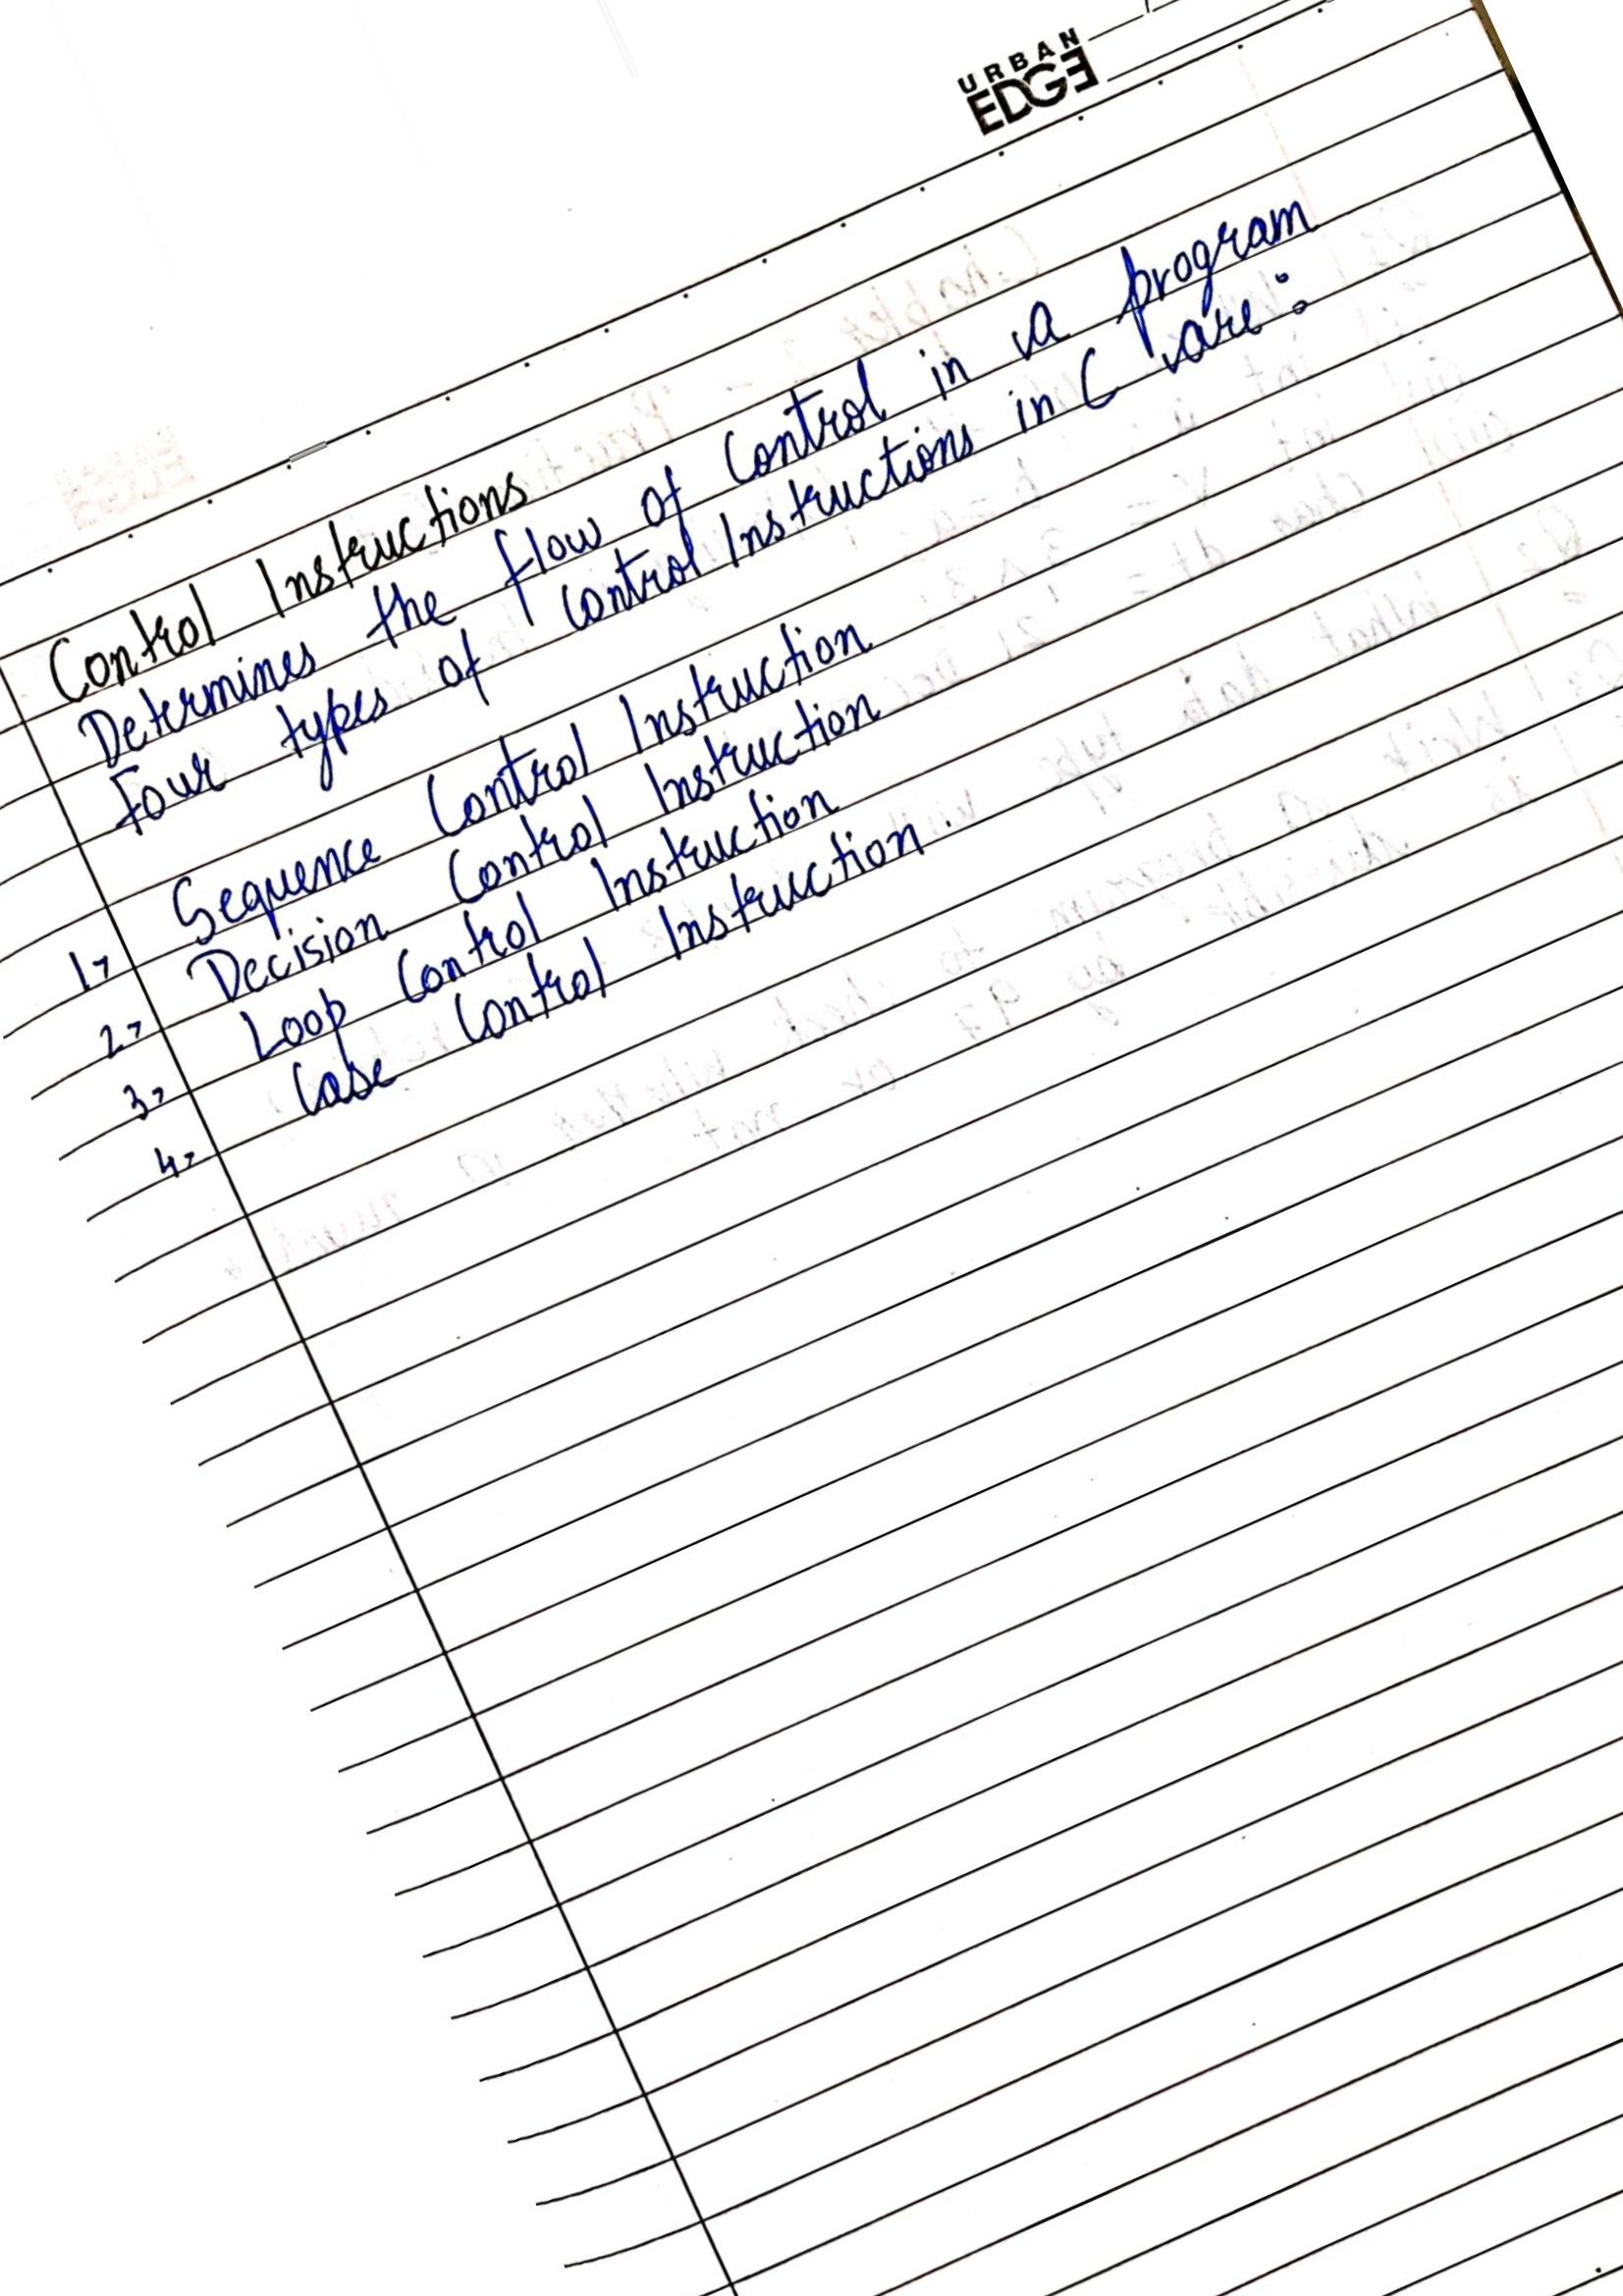 URBAN
EDGE
Control Instructions
Determines the flow of Control in a program
Four types of Control Instructions in C are:
1> Sequence Control Instruction
2> Decision Control Instruction
3> Loop Control Instruction
4> Case Control Instruction.